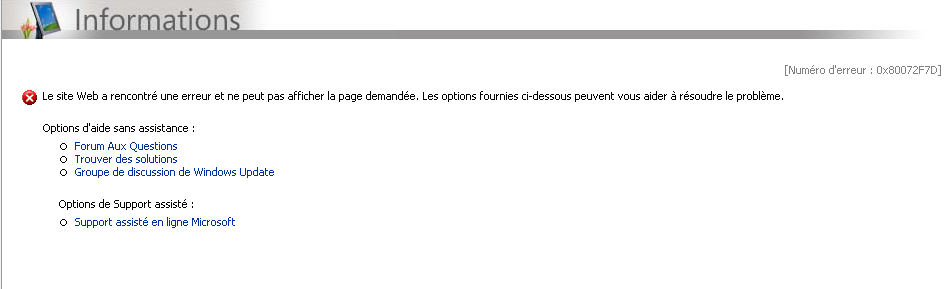 Informations
[Numéro d'erreur : 0x80072F7D]
Le site Web a rencontré une erreur et ne peut pas afficher la page demandée. Les options fournies ci-dessous peuvent vous aider à résoudre le problème.
Options d'aide sans assistance :
Forum Aux Questions
Trouver des solutions
Groupe de discussion de Windows Update
Options de Support assisté :
Support assisté en ligne Microsoft